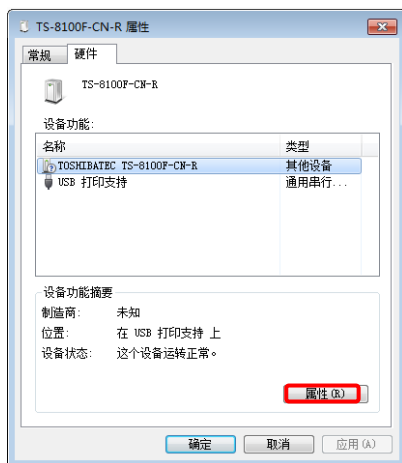 TS-8100F-CN-R 属性
常规 硬件
TS-8100F-CN-R
设备功能:
名称 类型
TOSHIBATEC TS-8100F-CN-R 其他设备
USB 打印支持 通用串行...
设备功能摘要
制造商: 未知
位置: 在 USB 打印支持 上
设备状态: 这个设备运转正常。
属性(R)
确定 取消 应用(A)